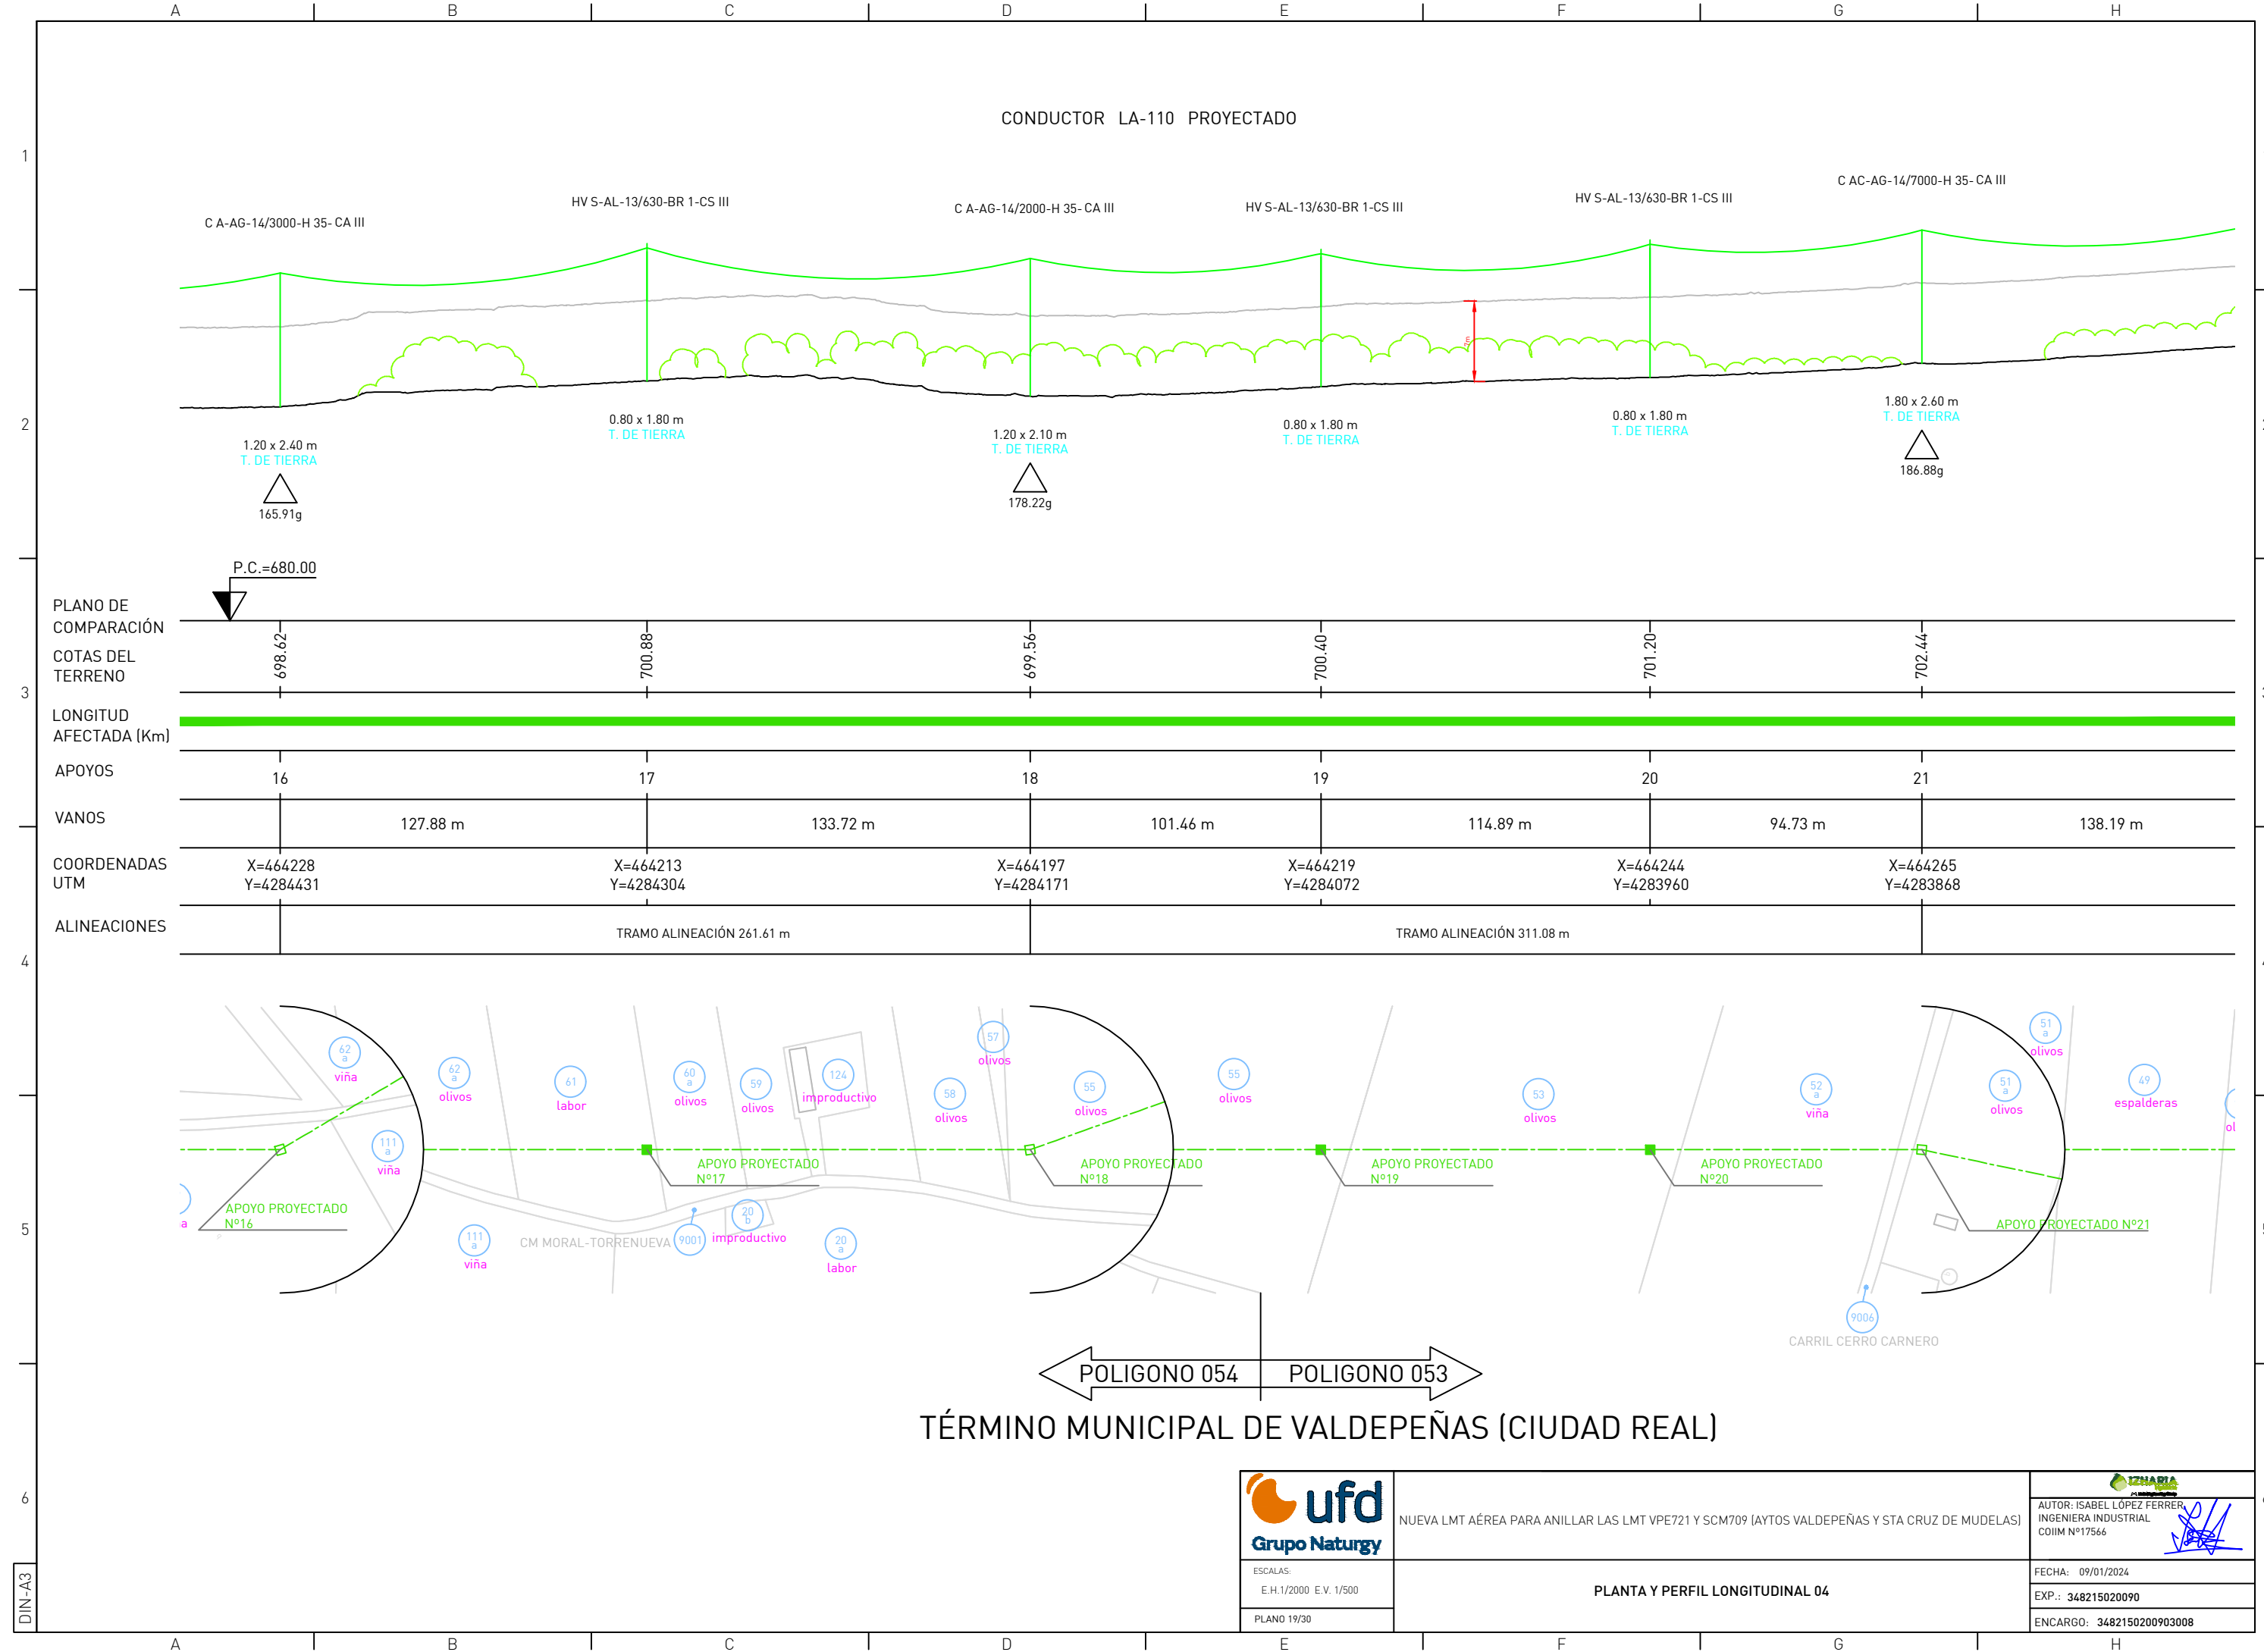 A B C D E F G H
CONDUCTOR LA-110 PROYECTADO
1
C A-AG-14/3000-H 35- CA III
HV S-AL-13/630-BR 1-CS III
C A-AG-14/2000-H 35- CA III
HV S-AL-13/630-BR 1-CS III
HV S-AL-13/630-BR 1-CS III
C AC-AG-14/7000-H 35- CA III
2
1.20 x 2.40 m
T. DE TIERRA
165.91g
0.80 x 1.80 m
T. DE TIERRA
1.20 x 2.10 m
T. DE TIERRA
178.22g
0.80 x 1.80 m
T. DE TIERRA
0.80 x 1.80 m
T. DE TIERRA
1.80 x 2.60 m
T. DE TIERRA
186.88g
P.C.=680.00
PLANO DE
COMPARACIÓN
COTAS DEL
TERRENO
698.62 700.88 699.56 700.40 701.20 702.44
3
LONGITUD
AFECTADA (Km)
APOYOS
16 17 18 19 20 21
VANOS
127.88 m 133.72 m 101.46 m 114.89 m 94.73 m 138.19 m
COORDENADAS
UTM
X=464228
Y=4284431
X=464213
Y=4284304
X=464197
Y=4284171
X=464219
Y=4284072
X=464244
Y=4283960
X=464265
Y=4283868
ALINEACIONES
TRAMO ALINEACIÓN 261.61 m
TRAMO ALINEACIÓN 311.08 m
4
62
a
viña
62
a
olivos
61
labor
60
a
olivos
59
olivos
124
improductivo
58
olivos
57
olivos
55
olivos
55
olivos
53
olivos
52
a
viña
51
a
olivos
51
a
olivos
49
espalderas
ol
111
a
viña
a
APOYO PROYECTADO
Nº16
APOYO PROYECTADO
Nº17
APOYO PROYECTADO
Nº18
APOYO PROYECTADO
Nº19
APOYO PROYECTADO
Nº20
APOYO PROYECTADO Nº21
5
111
a
viña
CM MORAL-TORRENUEVA
9001
20
b
improductivo
20
a
labor
9006
CARRIL CERRO CARNERO
POLIGONO 054
POLIGONO 053
TÉRMINO MUNICIPAL DE VALDEPEÑAS (CIUDAD REAL)
6
ufd
Grupo Naturgy
ESCALAS:
E.H.1/2000 E.V. 1/500
PLANO 19/30
NUEVA LMT AÉREA PARA ANILLAR LAS LMT VPE721 Y SCM709 (AYTOS VALDEPEÑAS Y STA CRUZ DE MUDELAS)
PLANTA Y PERFIL LONGITUDINAL 04
IZHARIA
AUTOR: ISABEL LÓPEZ FERRER
INGENIERA INDUSTRIAL
COIIM Nº17566
FECHA: 09/01/2024
EXP.: 348215020090
ENCARGO: 3482150200903008
DIN-A3
A B C D E F G H